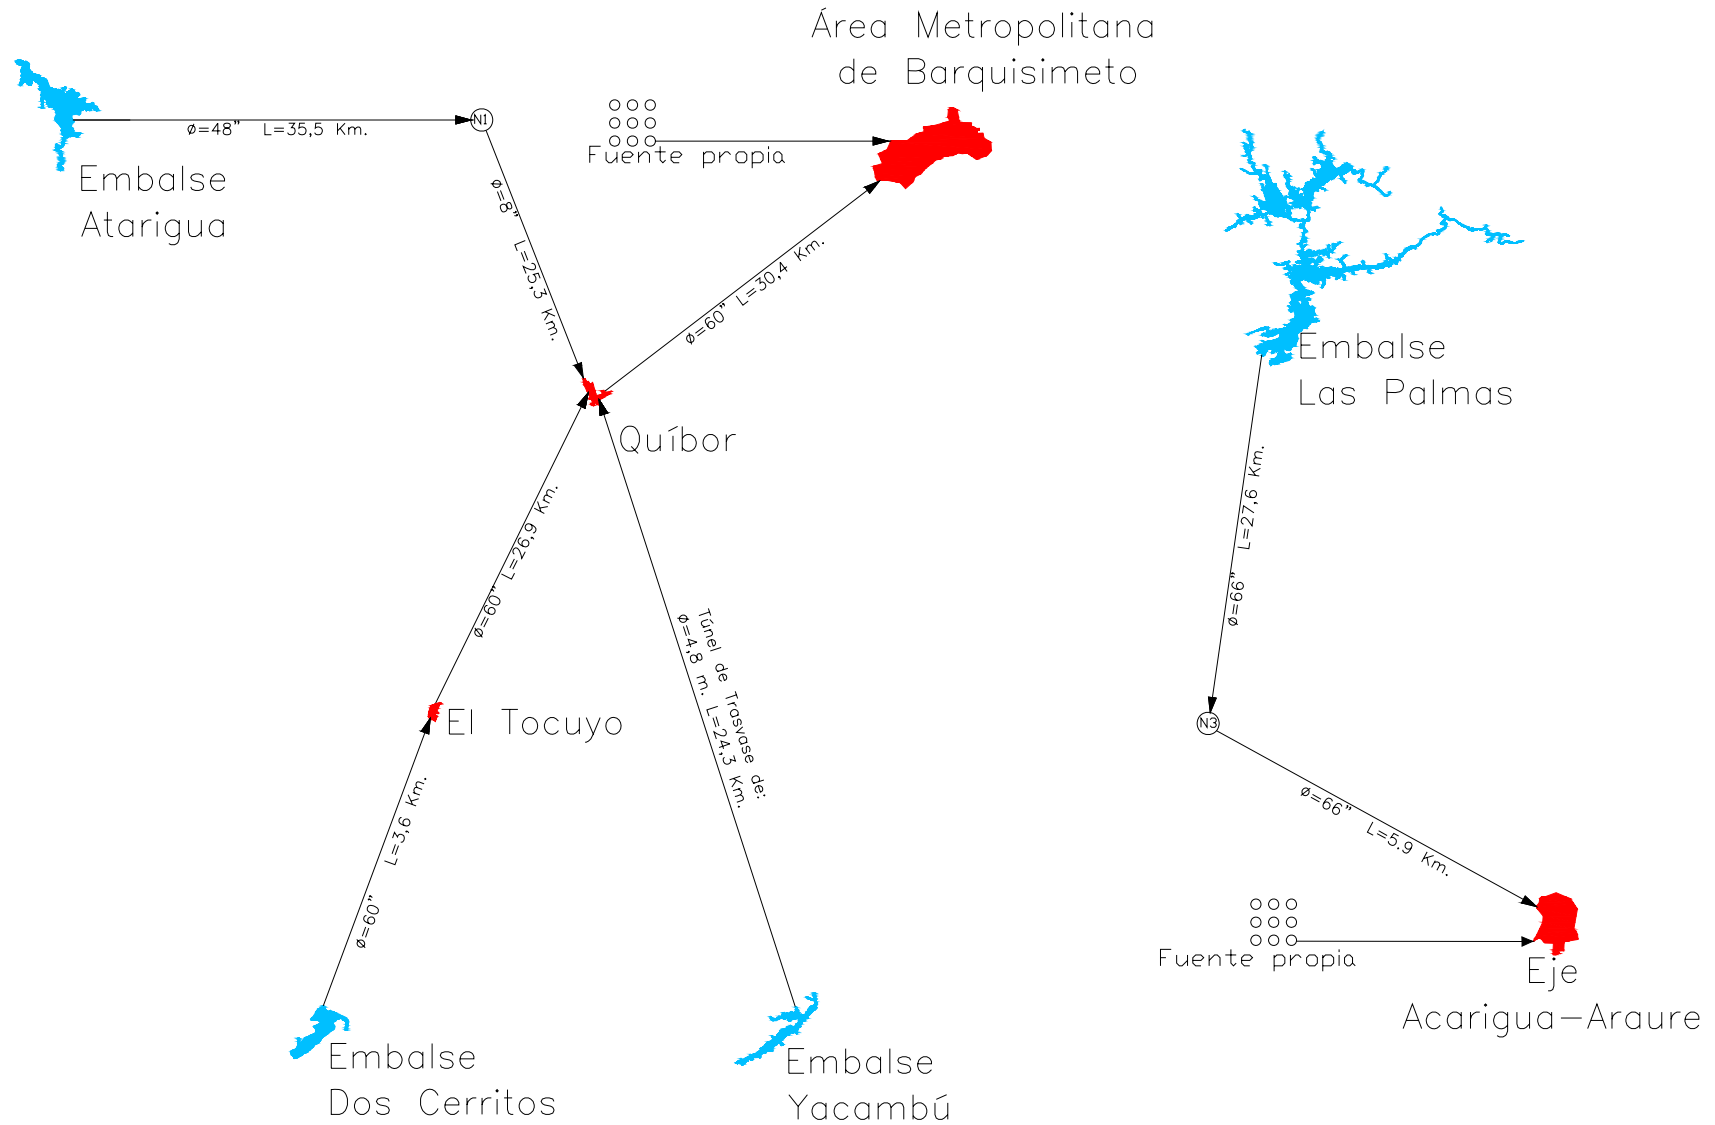 Área Metropolitana
de Barquisimeto
ø=48" L=35,5 Km.
N1
Fuente propia
Embalse
Atarigua
ø=8" L=25,3 Km.
ø=60" L=30,4 Km.
Embalse
Las Palmas
Quíbor
ø=60" L=26,9 Km.
ø=66" L=27,6 Km.
Túnel de Trasvase de:
ø=4,8 m. L=24,3 Km.
El Tocuyo
N3
ø=60" L=3,6 Km.
ø=66" L=5.9 Km.
Fuente propia
Eje
Acarigua-Araure
Embalse
Dos Cerritos
Embalse
Yacambú